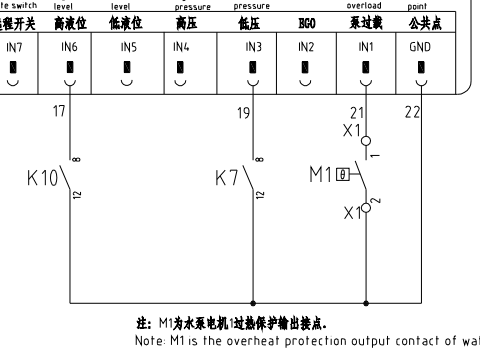 te switch level level pressure pressure overload point
程开关 高液位 低液位 高压 低压 EGO 泵过载 公共点
IN7 IN6 IN5 IN4 IN3 IN2 IN1 GND
17 19 21 22
X1
8 8 1
K10 K7 M1 θ
12 12 2
X1
注: M1为水泵电机1过热保护输出接点.
Note: M1 is the overheat protection output contact of wat